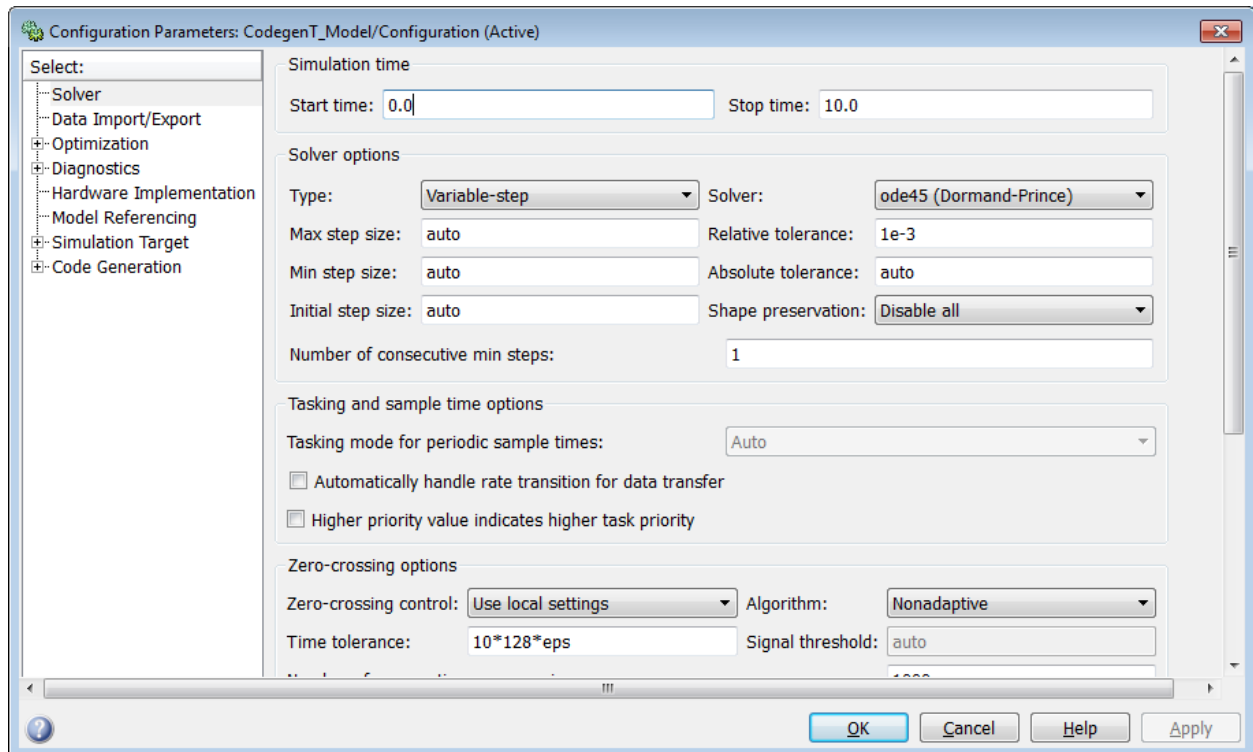 Configuration Parameters: CodegenT_Model/Configuration (Active)
Select:
Solver
Data Import/Export
Optimization
Diagnostics
Hardware Implementation
Model Referencing
Simulation Target
Code Generation
Simulation time
Start time: 0.0 Stop time: 10.0
Solver options
Type: Variable-step Solver: ode45 (Dormand-Prince)
Max step size: auto Relative tolerance: 1e-3
Min step size: auto Absolute tolerance: auto
Initial step size: auto Shape preservation: Disable all
Number of consecutive min steps: 1
Tasking and sample time options
Tasking mode for periodic sample times: Auto
Automatically handle rate transition for data transfer
Higher priority value indicates higher task priority
Zero-crossing options
Zero-crossing control: Use local settings Algorithm: Nonadaptive
Time tolerance: 10*128*eps Signal threshold: auto
OK Cancel Help Apply